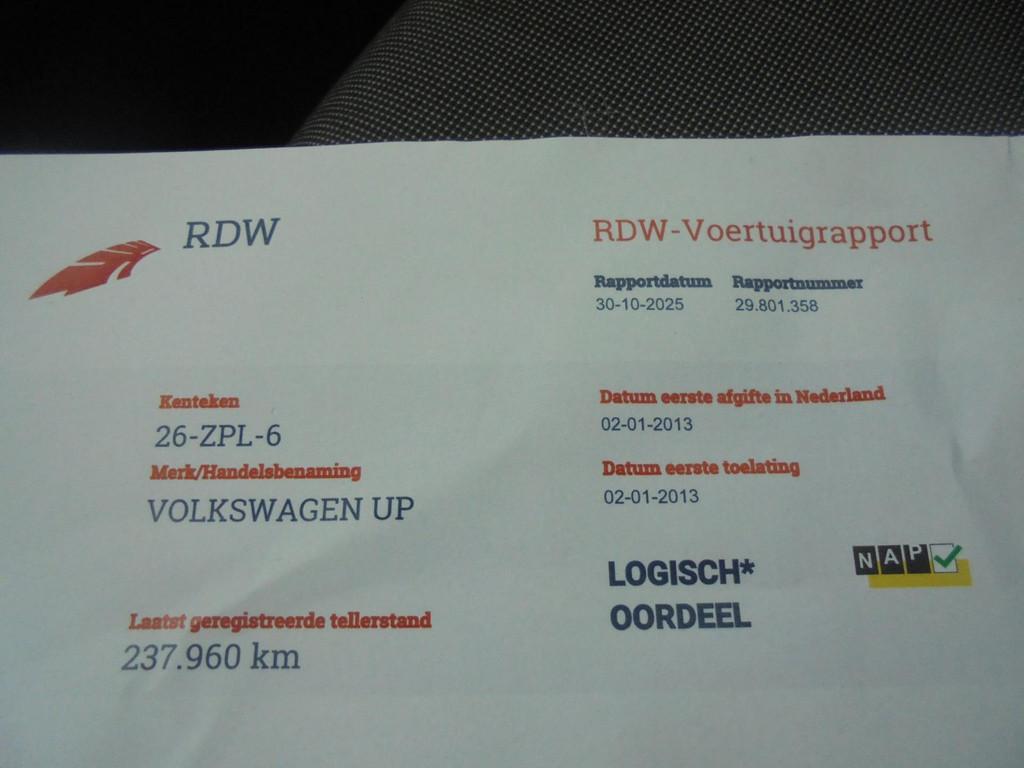 RDW
RDW-Voertuigrapport
Rapportdatum Rapportnummer
30-10-2025 29.801.358
Kenteken
26-ZPL-6
Merk/Handelsbenaming
VOLKSWAGEN UP
Laatst geregistreerde tellerstand
237.960 km
Datum eerste afgifte in Nederland
02-01-2013
Datum eerste toelating
02-01-2013
LOGISCH*
OORDEEL
NAP